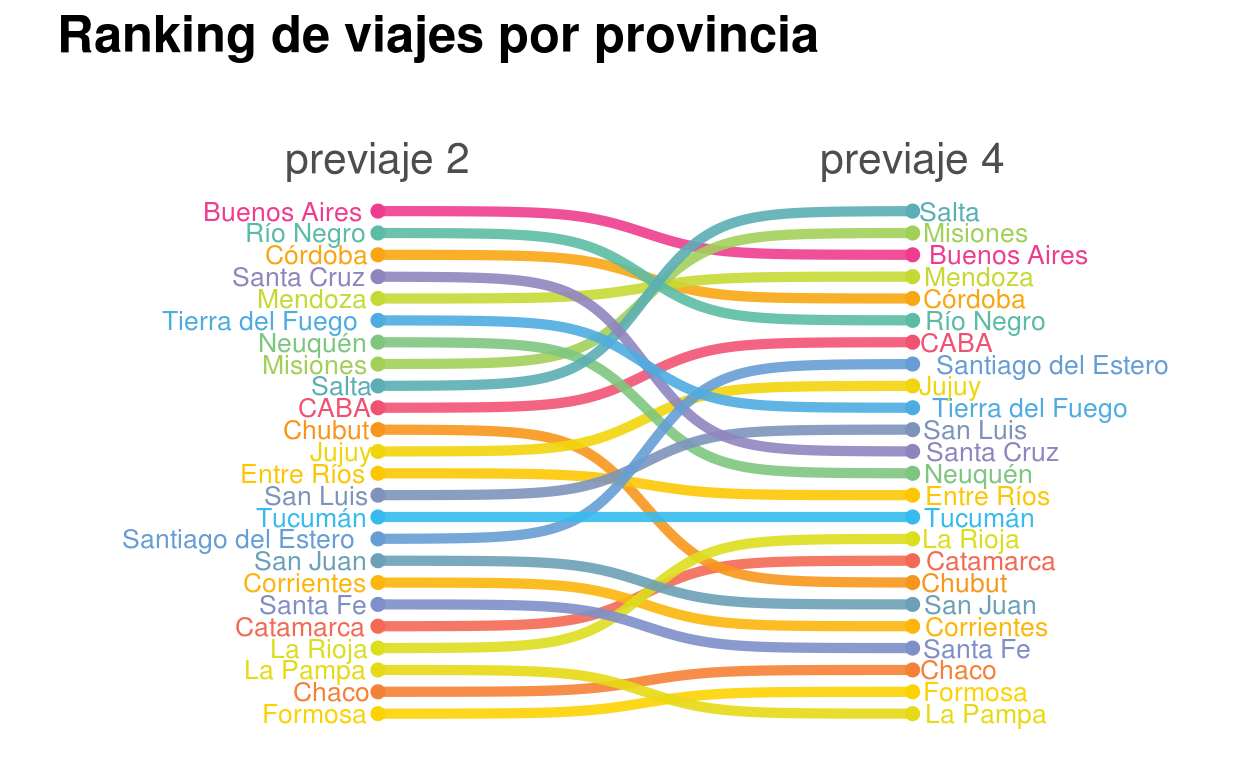 Ranking de viajes por provincia
previaje 2 previaje 4
Buenos Aires Salta
Río Negro Misiones
Córdoba Buenos Aires
Santa Cruz Mendoza
Mendoza Córdoba
Tierra del Fuego Río Negro
Neuquén CABA
Misiones Santiago del Estero
Salta Jujuy
CABA Tierra del Fuego
Chubut San Luis
Jujuy Santa Cruz
Entre Ríos Neuquén
San Luis Entre Ríos
Tucumán Tucumán
Santiago del Estero La Rioja
San Juan Catamarca
Corrientes Chubut
Santa Fe San Juan
Catamarca Corrientes
La Rioja Santa Fe
La Pampa Chaco
Chaco Formosa
Formosa La Pampa